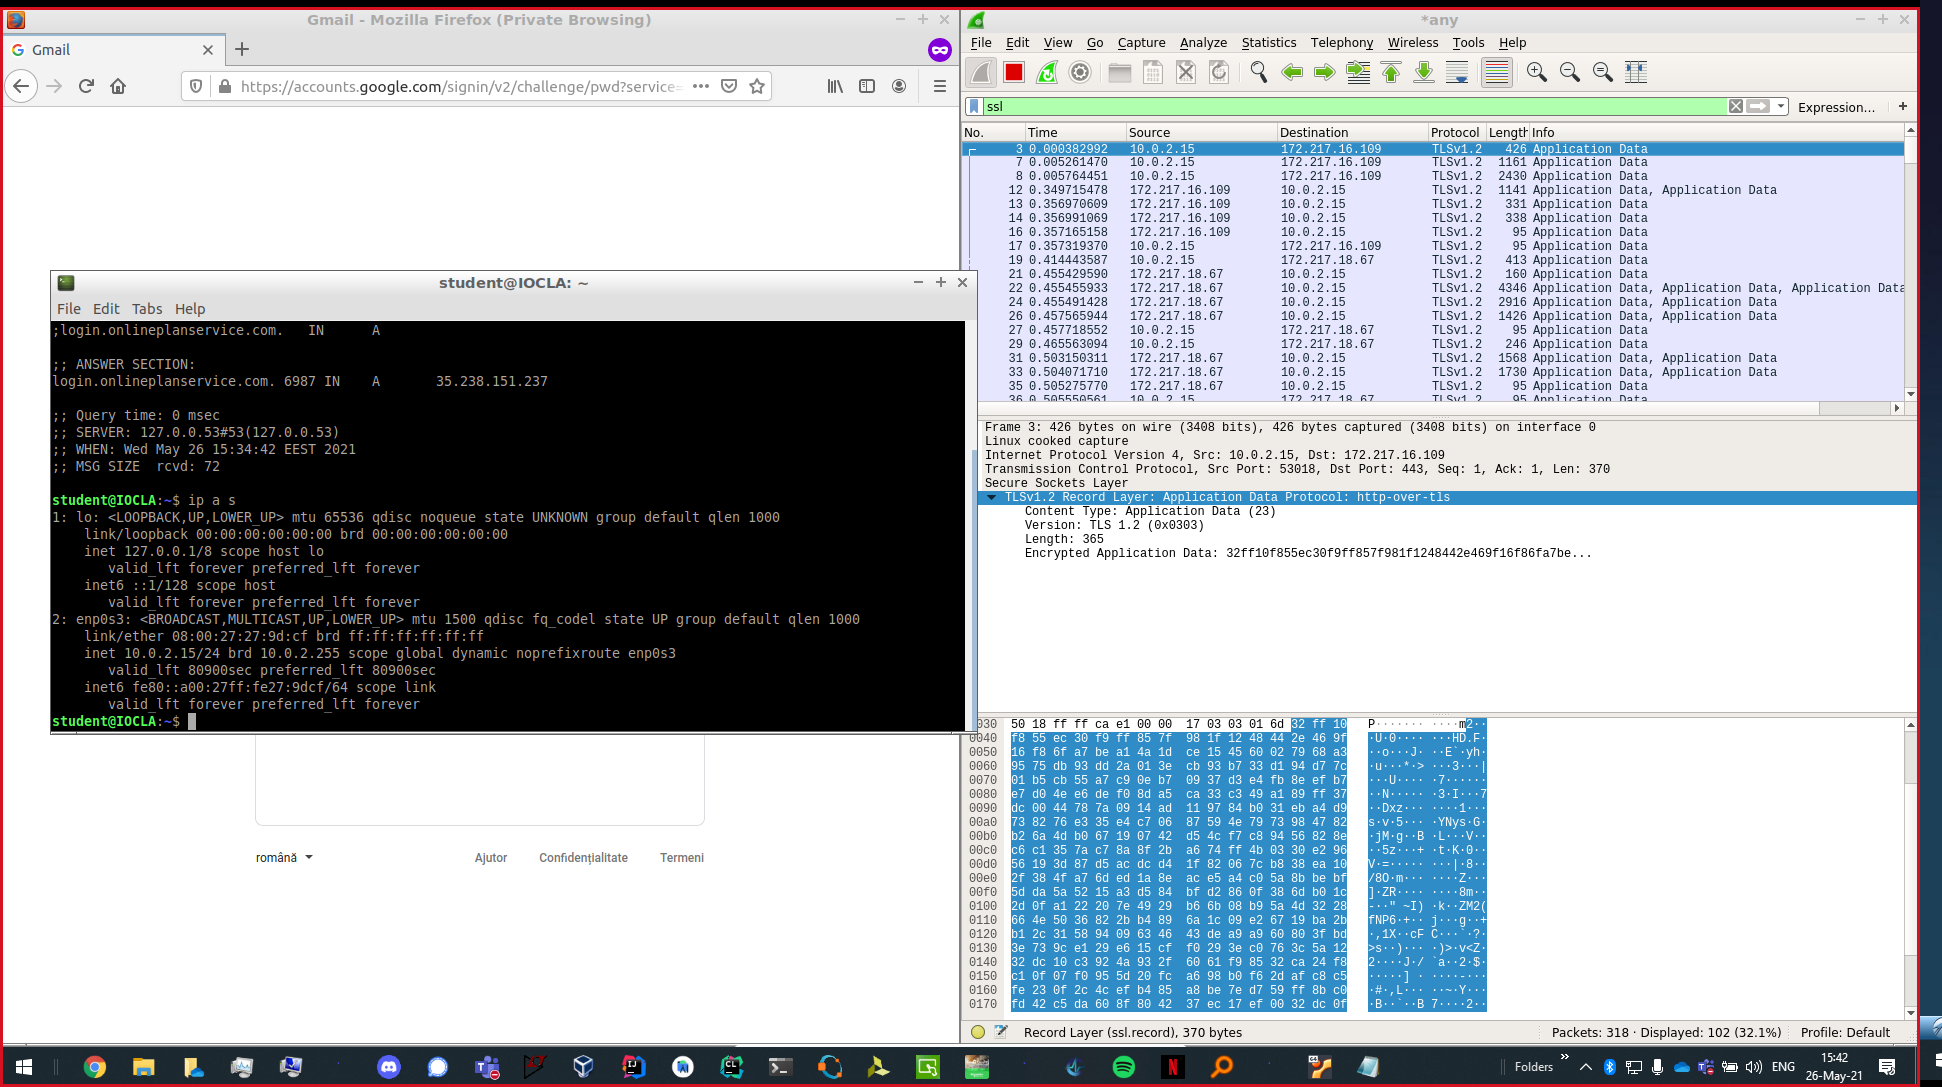 Gmail - Mozilla Firefox (Private Browsing)
Gmail
https://accounts.google.com/signin/v2/challenge/pwd?service=
română
Ajutor
Confidențialitate
Termeni
student@IOCLA: ~
File Edit Tabs Help
;login.onlineplanservice.com. IN A
;; ANSWER SECTION:
login.onlineplanservice.com. 6987 IN A 35.238.151.237
;; Query time: 0 msec
;; SERVER: 127.0.0.53#53(127.0.0.53)
;; WHEN: Wed May 26 15:34:42 EEST 2021
;; MSG SIZE rcvd: 72
student@IOCLA:~$ ip a s
1: lo: <LOOPBACK,UP,LOWER_UP> mtu 65536 qdisc noqueue state UNKNOWN group default qlen 1000
link/loopback 00:00:00:00:00:00 brd 00:00:00:00:00:00
inet 127.0.0.1/8 scope host lo
valid_lft forever preferred_lft forever
inet6 ::1/128 scope host
valid_lft forever preferred_lft forever
2: enp0s3: <BROADCAST,MULTICAST,UP,LOWER_UP> mtu 1500 qdisc fq_codel state UP group default qlen 1000
link/ether 08:00:27:27:9d:cf brd ff:ff:ff:ff:ff:ff
inet 10.0.2.15/24 brd 10.0.2.255 scope global dynamic noprefixroute enp0s3
valid_lft 80900sec preferred_lft 80900sec
inet6 fe80::a00:27ff:fe27:9dcf/64 scope link
valid_lft forever preferred_lft forever
student@IOCLA:~$
*any
File Edit View Go Capture Analyze Statistics Telephony Wireless Tools Help
ssl
Expression... +
No. Time Source Destination Protocol Length Info
3 0.000382992 10.0.2.15 172.217.16.109 TLSv1.2 426 Application Data
7 0.005261470 10.0.2.15 172.217.16.109 TLSv1.2 1161 Application Data
8 0.005764451 10.0.2.15 172.217.16.109 TLSv1.2 2430 Application Data
12 0.349715478 172.217.16.109 10.0.2.15 TLSv1.2 1141 Application Data, Application Data
13 0.356970609 172.217.16.109 10.0.2.15 TLSv1.2 331 Application Data
14 0.356991069 172.217.16.109 10.0.2.15 TLSv1.2 338 Application Data
16 0.357165158 172.217.16.109 10.0.2.15 TLSv1.2 95 Application Data
17 0.357319370 10.0.2.15 172.217.16.109 TLSv1.2 95 Application Data
19 0.414443587 10.0.2.15 172.217.18.67 TLSv1.2 413 Application Data
21 0.455429590 172.217.18.67 10.0.2.15 TLSv1.2 160 Application Data
22 0.455455933 172.217.18.67 10.0.2.15 TLSv1.2 4346 Application Data, Application Data, Application Data
24 0.455491428 172.217.18.67 10.0.2.15 TLSv1.2 2916 Application Data, Application Data
26 0.457565944 172.217.18.67 10.0.2.15 TLSv1.2 1426 Application Data, Application Data
27 0.457718552 10.0.2.15 172.217.18.67 TLSv1.2 95 Application Data
29 0.465563094 10.0.2.15 172.217.18.67 TLSv1.2 246 Application Data
31 0.503150311 172.217.18.67 10.0.2.15 TLSv1.2 1568 Application Data, Application Data
33 0.504071710 172.217.18.67 10.0.2.15 TLSv1.2 1730 Application Data, Application Data
35 0.505275770 172.217.18.67 10.0.2.15 TLSv1.2 95 Application Data
36 0.505550561 10.0.2.15 172.217.18.67 TLSv1.2 95 Application Data
Frame 3: 426 bytes on wire (3408 bits), 426 bytes captured (3408 bits) on interface 0
Linux cooked capture
Internet Protocol Version 4, Src: 10.0.2.15, Dst: 172.217.16.109
Transmission Control Protocol, Src Port: 53018, Dst Port: 443, Seq: 1, Ack: 1, Len: 370
Secure Sockets Layer
TLSv1.2 Record Layer: Application Data Protocol: http-over-tls
Content Type: Application Data (23)
Version: TLS 1.2 (0x0303)
Length: 365
Encrypted Application Data: 32ff10f855ec30f9ff857f981f1248442e469f16f86fa7be...
0030 50 18 ff ff ca e1 00 00 17 03 03 01 6d 32 ff 10 P······· ····m2··
0040 f8 55 ec 30 f9 ff 85 7f 98 1f 12 48 44 2e 46 9f ·U·0···· ···HD.F·
0050 16 f8 6f a7 be a1 4a 1d ce 15 45 60 02 79 68 a3 ··o···J· ··E`·yh·
0060 95 75 db 93 dd 2a 01 3e cb 93 b7 33 d1 94 d7 7c ·u···*·> ···3···|
0070 01 b5 cb 55 a7 c9 0e b7 09 37 d3 e4 fb 8e ef b7 ···U···· ·7······
0080 e7 d0 4e e6 de f0 8d a5 ca 33 c3 49 a1 89 ff 37 ··N····· ·3·I···7
0090 dc 00 44 78 7a 09 14 ad 11 97 84 b0 31 eb a4 d9 ··Dxz··· ····1···
00a0 73 82 76 e3 35 e4 c7 06 87 59 4e 79 73 98 47 82 s·v·5··· ·YNys·G·
00b0 b2 6a 4d b0 67 19 07 42 d5 4c f7 c8 94 56 82 8e ·jM·g··B ·L···V··
00c0 c6 c1 35 7a c7 8a 8f 2b a6 74 ff 4b 03 30 e2 96 ··5z···+ ·t·K·0··
00d0 56 19 3d 87 d5 ac dc d4 1f 82 06 7c b8 38 ea 10 V·=····· ···|·8··
00e0 2f 38 4f a7 6d ed 1a 8e ac e5 a4 c0 5a 8b be bf /8O·m··· ····Z···
00f0 5d da 5a 52 15 a3 d5 84 bf d2 86 0f 38 6d b0 1c ]·ZR···· ····8m··
0100 2d 0f a1 22 20 7e 49 29 b6 6b 08 b9 5a 4d 32 28 -··" ~I) ·k··ZM2(
0110 66 4e 50 36 82 2b b4 89 6a 1c 09 e2 67 19 ba 2b fNP6·+·· j···g··+
0120 b1 2c 31 58 94 09 63 46 43 de a9 a9 60 80 3f bd ·,1X··cF C···`·?·
0130 3e 73 9c e1 29 e6 15 cf f0 29 3e c0 76 3c 5a 12 >s··)··· ·)>·v<Z·
0140 32 dc 10 c3 92 4a 93 2f 60 61 f9 85 32 ca 24 f8 2····J·/ `a··2·$·
0150 c1 0f 07 f0 95 5d 20 fc a6 98 b0 f6 2d af c8 c5 ·····] · ····-···
0160 fe 23 0f 2c 4c ef b4 85 a8 be 7e d7 59 ff 8b c0 ·#·,L··· ··~·Y···
0170 fd 42 c5 da 60 8f 80 42 37 ec 17 ef 00 32 dc 0f ·B··`··B 7····2··
Record Layer (ssl.record), 370 bytes
Packets: 318 · Displayed: 102 (32.1%)
Profile: Default
Folders
ENG
15:42
26-May-21